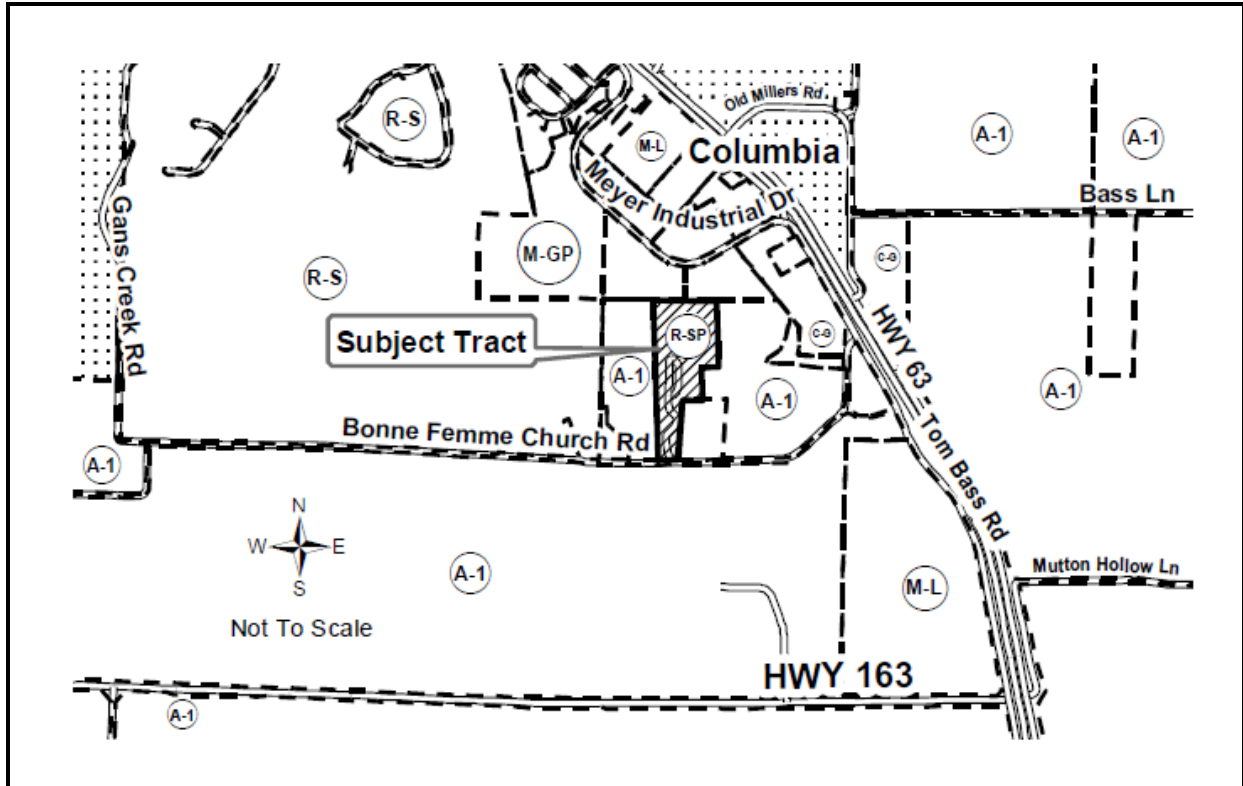 Old Millers Rd
R-S
A-1
A-1
M-L
Columbia
Bass Ln
Meyer Industrial Dr
Gans Creek Rd
M-GP
C-G
R-S
HWY 63 - Tom Bass Rd
Subject Tract
R-SP
C-G
A-1
A-1
A-1
Bonne Femme Church Rd
A-1
N
W E
S
A-1
Mutton Hollow Ln
M-L
Not To Scale
HWY 163
A-1